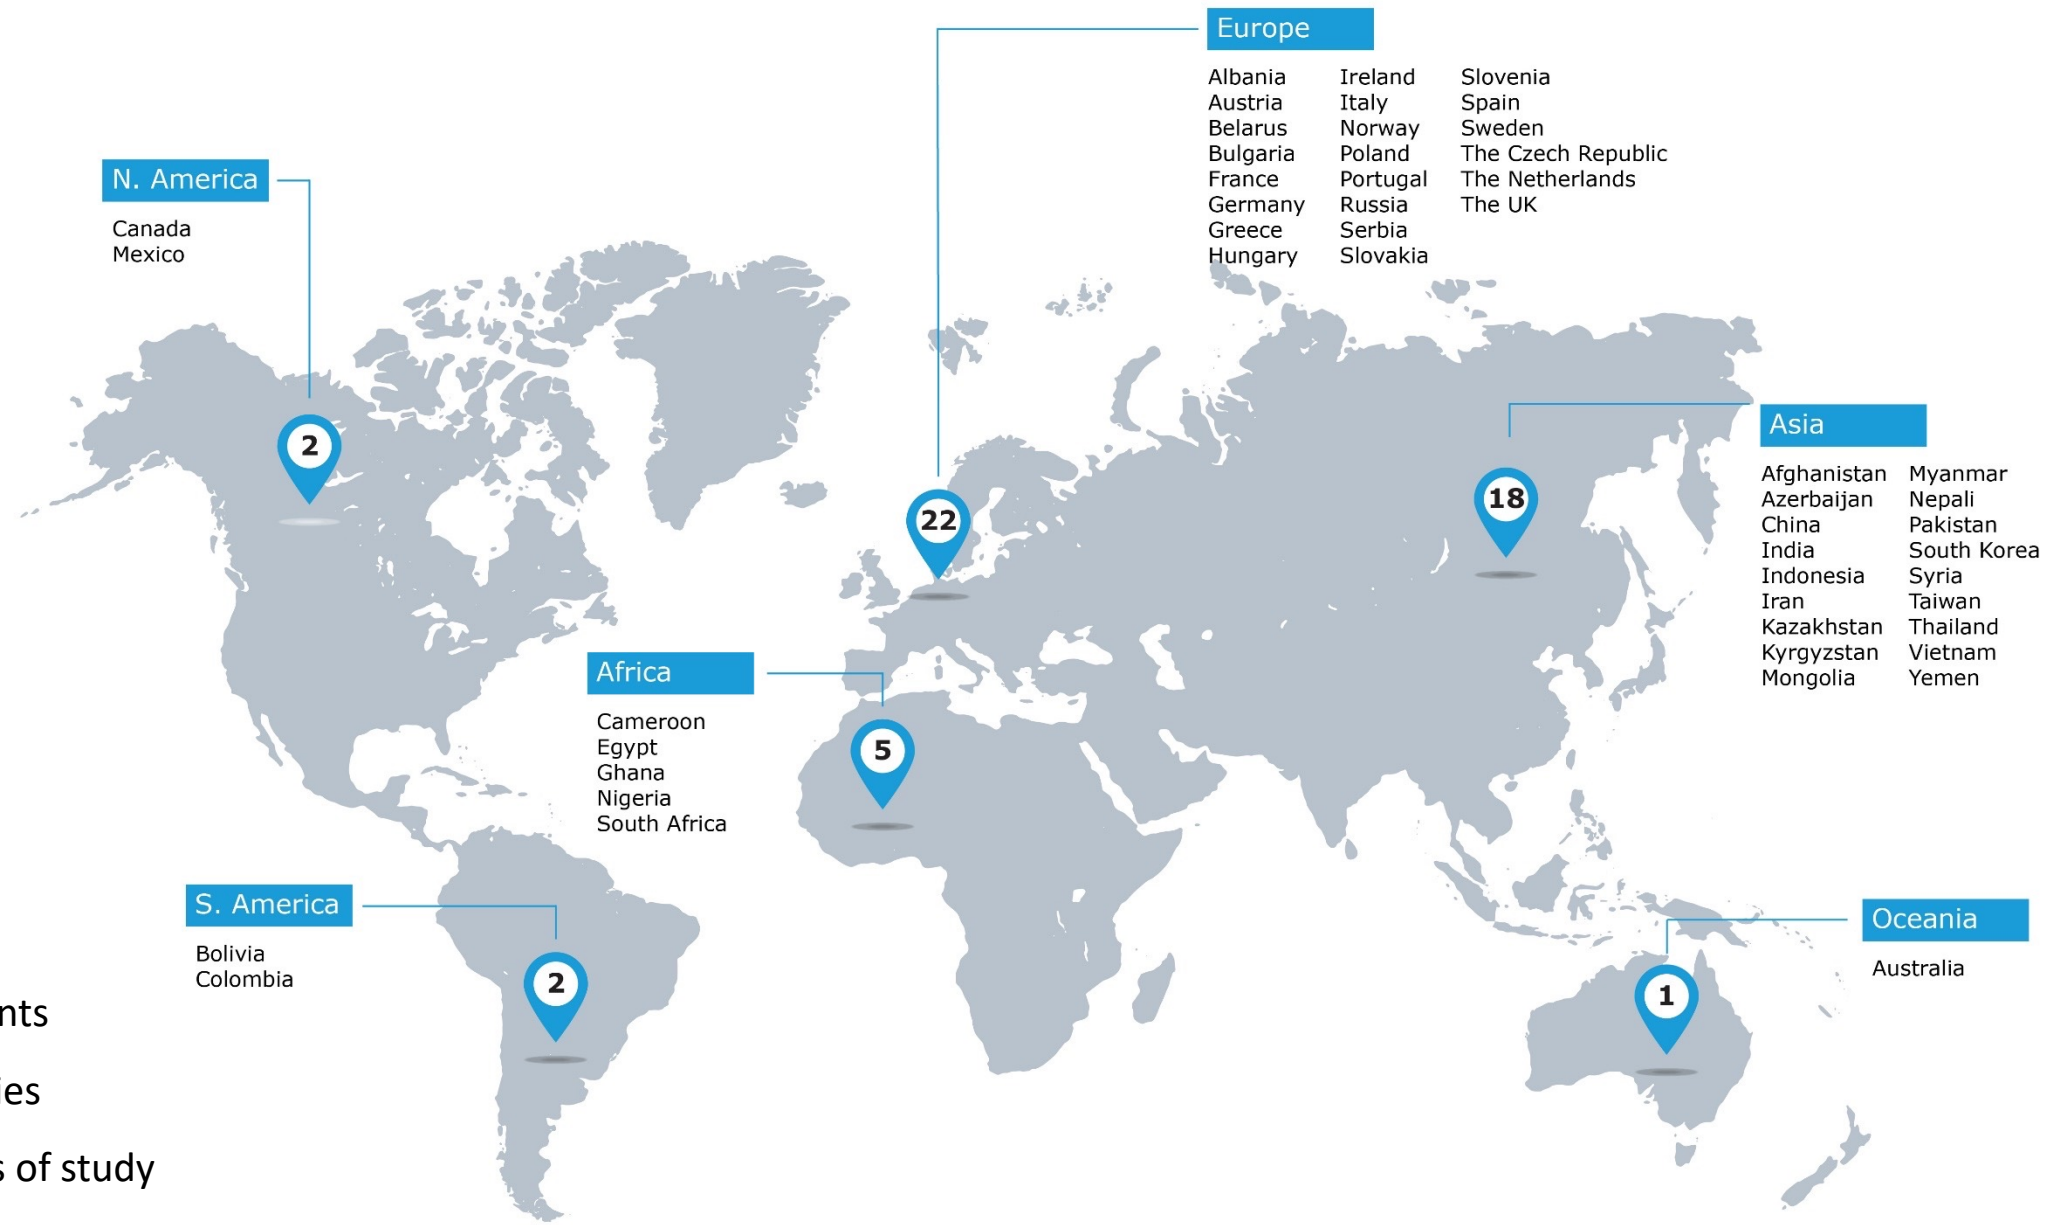 Europe
Albania
Austria
Belarus
Bulgaria
France
Germany
Greece
Hungary
Ireland
Italy
Norway
Poland
Portugal
Russia
Serbia
Slovakia
Slovenia
Spain
Sweden
The Czech Republic
The Netherlands
The UK
N. America
Canada
Mexico
2
22
18
Asia
Afghanistan
Azerbaijan
China
India
Indonesia
Iran
Kazakhstan
Kyrgyzstan
Mongolia
Myanmar
Nepali
Pakistan
South Korea
Syria
Taiwan
Thailand
Vietnam
Yemen
Africa
Cameroon
Egypt
Ghana
Nigeria
South Africa
5
S. America
Bolivia
Colombia
2
Oceania
Australia
1
nts
ies
s of study